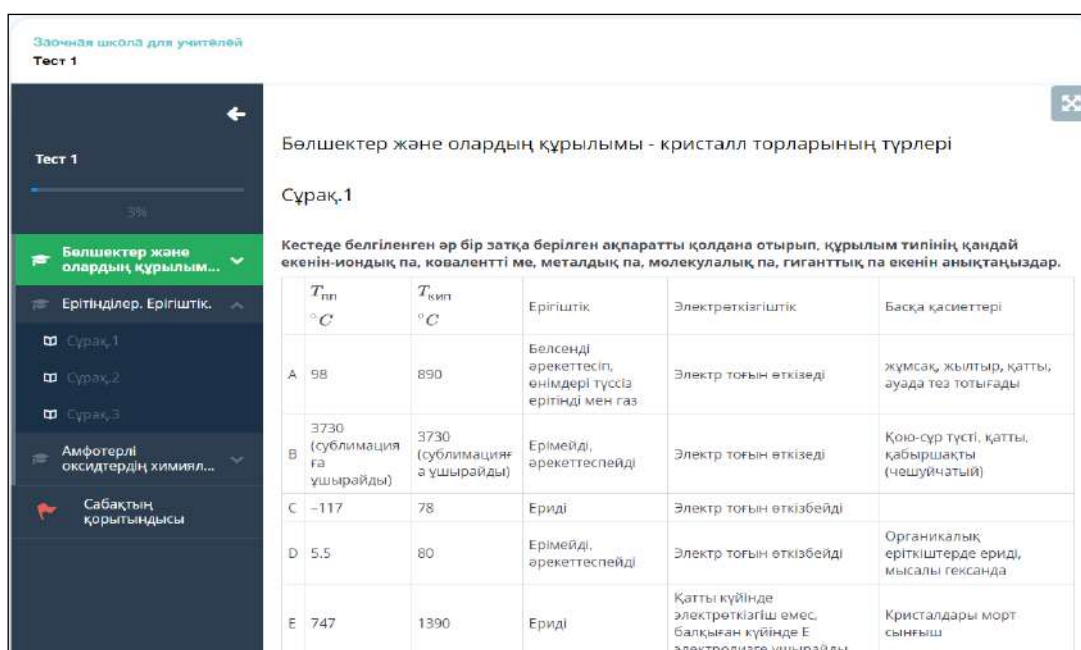 Заочная школа для учителей
Тест 1
Тест 1
3%
Бөлшектер және
олардың құрылым...
Ерітінділер. Ерігіштік.
Сұрақ.1
Сұрақ.2
Сұрақ.3
Амфотерлі
оксидтердің химиял...
Сабақтың
қорытындысы
Бөлшектер және олардың құрылымы - кристалл торларының түрлері
Сұрақ.1
Кестеде белгіленген әр бір затқа берілген ақпаратты қолдана отырып, құрылым типінің қандай
екенін-иондық па, ковалентті ме, металдық па, молекулалық па, гиганттық па екенін анықтаңыздар.
Tпл °C
Tкип °C
Ерігіштік
Электрөткізгіштік
Басқа қасиеттері
A 98 890
Белсенді
әрекеттесіп,
өнімдері түссіз
ерітінді мен газ
Электр тоғын өткізеді
жұмсақ, жылтыр, қатты,
ауада тез тотығады
B
3730
(сублимация
ға
ұшырайды)
3730
(сублимацияғ
а ұшырайды)
Ерімейді,
әрекеттеспейді
Электр тоғын өткізеді
Қою-сұр түсті, қатты,
қабыршақты
(чешуйчатый)
C –117 78 Ериді Электр тоғын өткізбейді
D 5.5 80
Ерімейді,
әрекеттеспейді
Электр тоғын өткізбейді
Органикалық
еріткіштерде ериді,
мысалы гександа
E 747 1390 Ериді
Қатты күйінде
электрөткізгіш емес,
балқыған күйінде Е
электролизге ұшырайды
Кристалдары морт
сынғыш